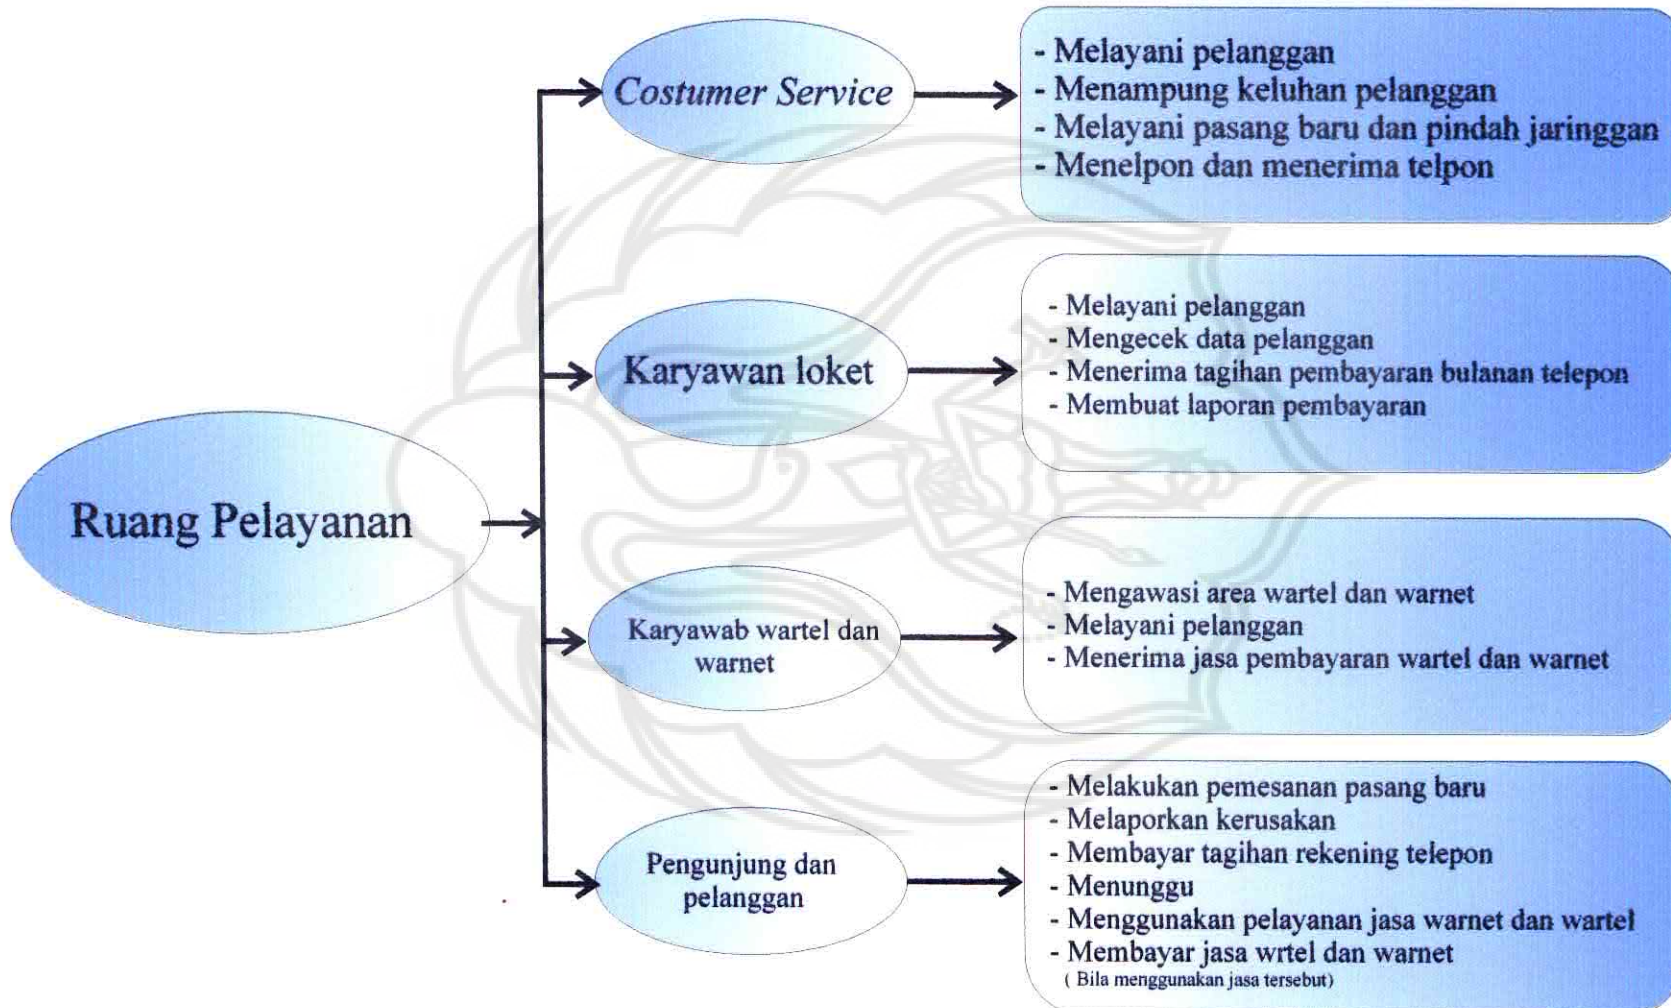 Ruang Pelayanan
Costumer Service
- Melayani pelanggan
- Menampung keluhan pelanggan
- Melayani pasang baru dan pindah jaringgan
- Menelpon dan menerima telpon
Karyawan loket
- Melayani pelanggan
- Mengecek data pelanggan
- Menerima tagihan pembayaran bulanan telepon
- Membuat laporan pembayaran
Karyawab wartel dan
warnet
- Mengawasi area wartel dan warnet
- Melayani pelanggan
- Menerima jasa pembayaran wartel dan warnet
Pengunjung dan
pelanggan
- Melakukan pemesanan pasang baru
- Melaporkan kerusakan
- Membayar tagihan rekening telepon
- Menunggu
- Menggunakan pelayanan jasa warnet dan wartel
- Membayar jasa wrtel dan warnet
( Bila menggunakan jasa tersebut)